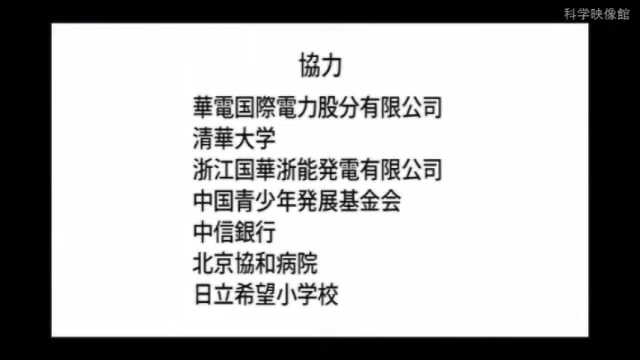 科学映像館
協力
華電国際電力股分有限公司
清華大学
浙江国華浙能発電有限公司
中国青少年発展基金会
中信銀行
北京協和病院
日立希望小学校